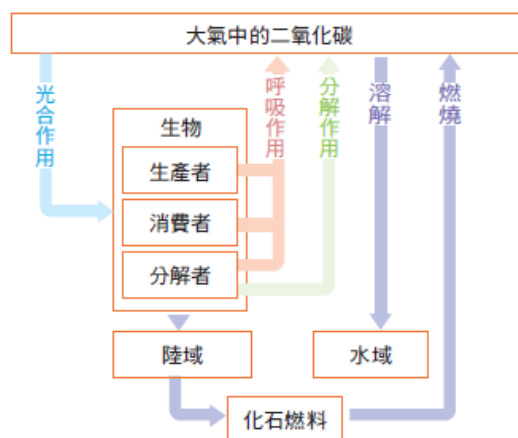 大氣中的二氧化碳
光合作用
呼吸作用
分解作用
溶解
燃燒
生物
生產者
消費者
分解者
陸域
水域
化石燃料